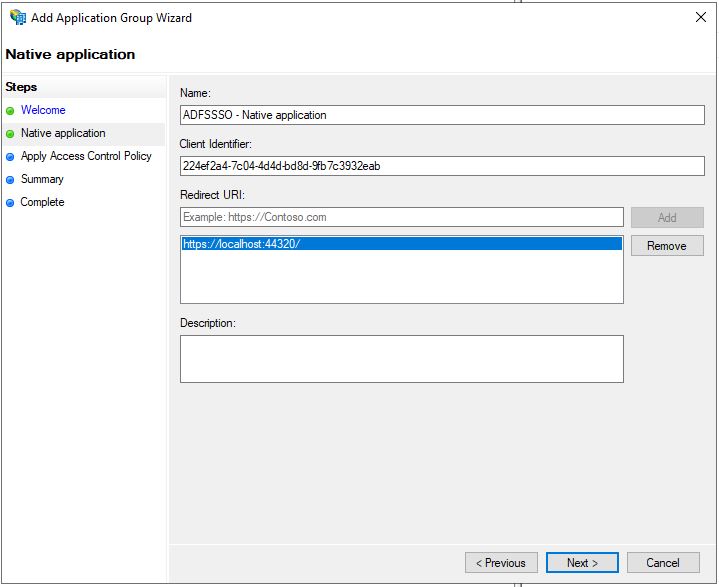 Add Application Group Wizard
Native application
Steps
Welcome
Native application
Apply Access Control Policy
Summary
Complete
Name:
ADFSSSO - Native application
Client Identifier:
224ef2a4-7c04-4d4d-bd8d-9fb7c3932eab
Redirect URI:
Example: https://Contoso.com
Add
https://localhost:44320/
Remove
Description:
< Previous
Next >
Cancel